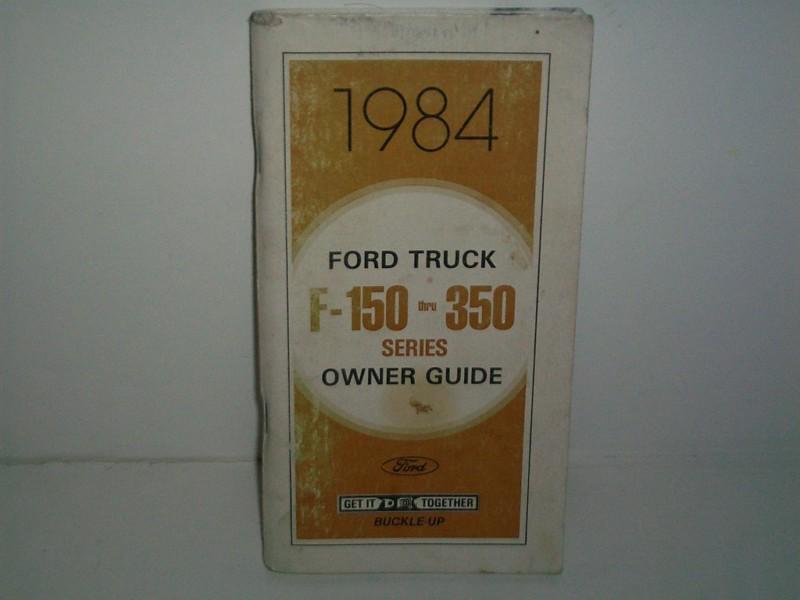 1984
FORD TRUCK
F-150 thru 350
SERIES
OWNER GUIDE
Ford
GET IT TOGETHER
BUCKLE-UP